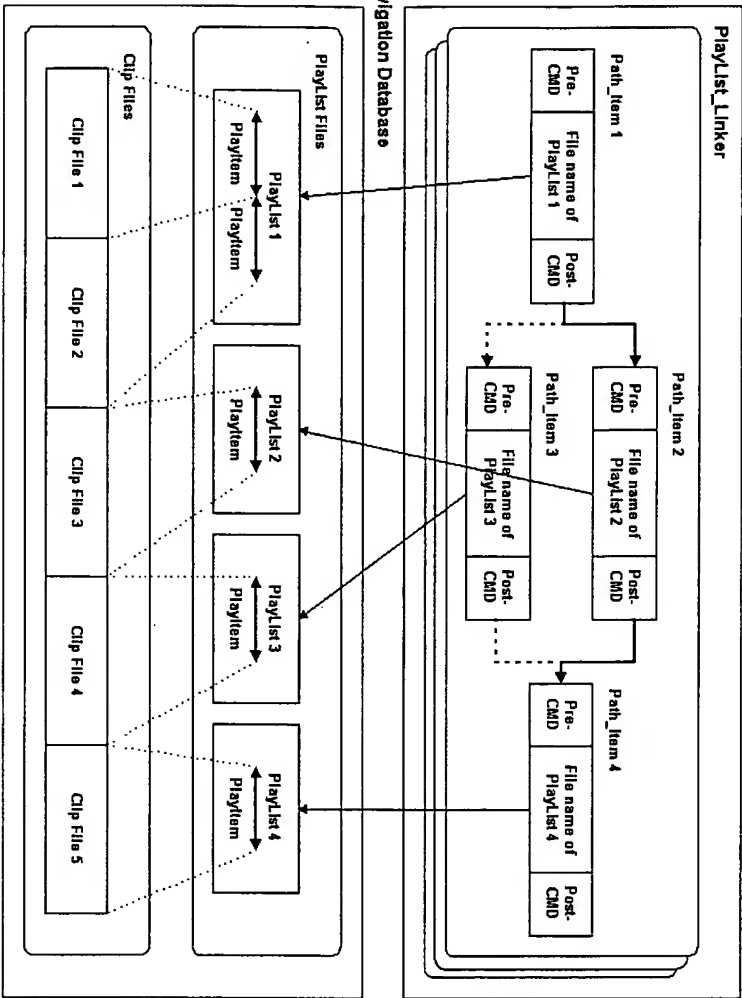 PlayList_Linker
Path_Item 1
Pre-
CMD
File name of
PlayList 1
Post-
CMD
Path_Item 2
Pre-
CMD
File name of
PlayList 2
Post-
CMD
Path_Item 3
Pre-
CMD
File name of
PlayList 3
Post-
CMD
Path_Item 4
Pre-
CMD
File name of
PlayList 4
Post-
CMD
vigation Database
PlayList Files
PlayList 1
PlayItem
PlayItem
PlayList 2
PlayItem
PlayList 3
PlayItem
PlayList 4
PlayItem
Clip Files
Clip File 1
Clip File 2
Clip File 3
Clip File 4
Clip File 5